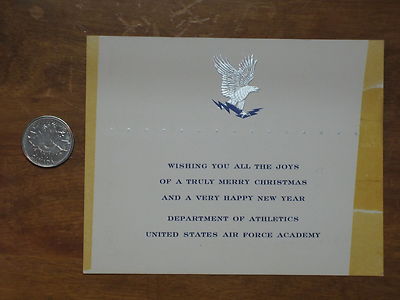 WISHING YOU ALL THE JOYS
OF A TRULY MERRY CHRISTMAS
AND A VERY HAPPY NEW YEAR
DEPARTMENT OF ATHLETICS
UNITED STATES AIR FORCE ACADEMY